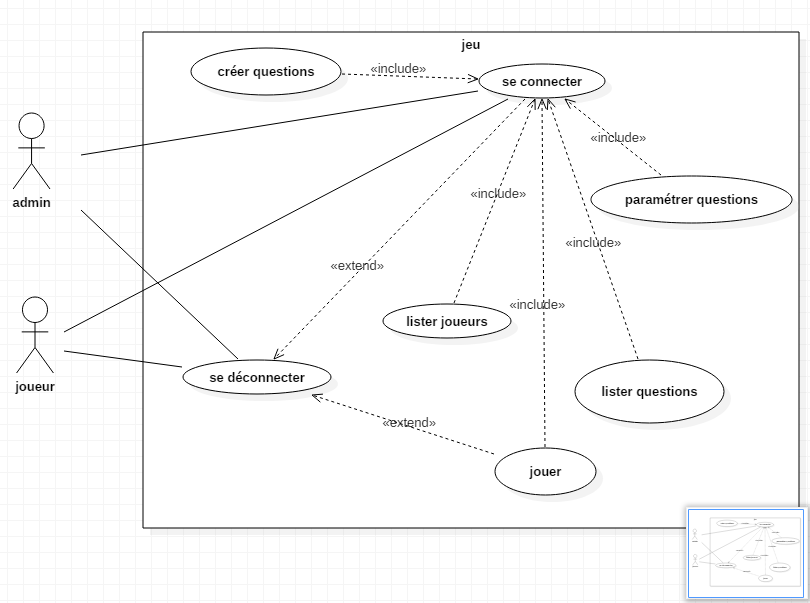 jeu
créer questions
«include»
se connecter
«include»
paramétrer questions
admin
«include»
«include»
«extend»
«include»
lister joueurs
joueur
se déconnecter
lister questions
«extend»
jouer